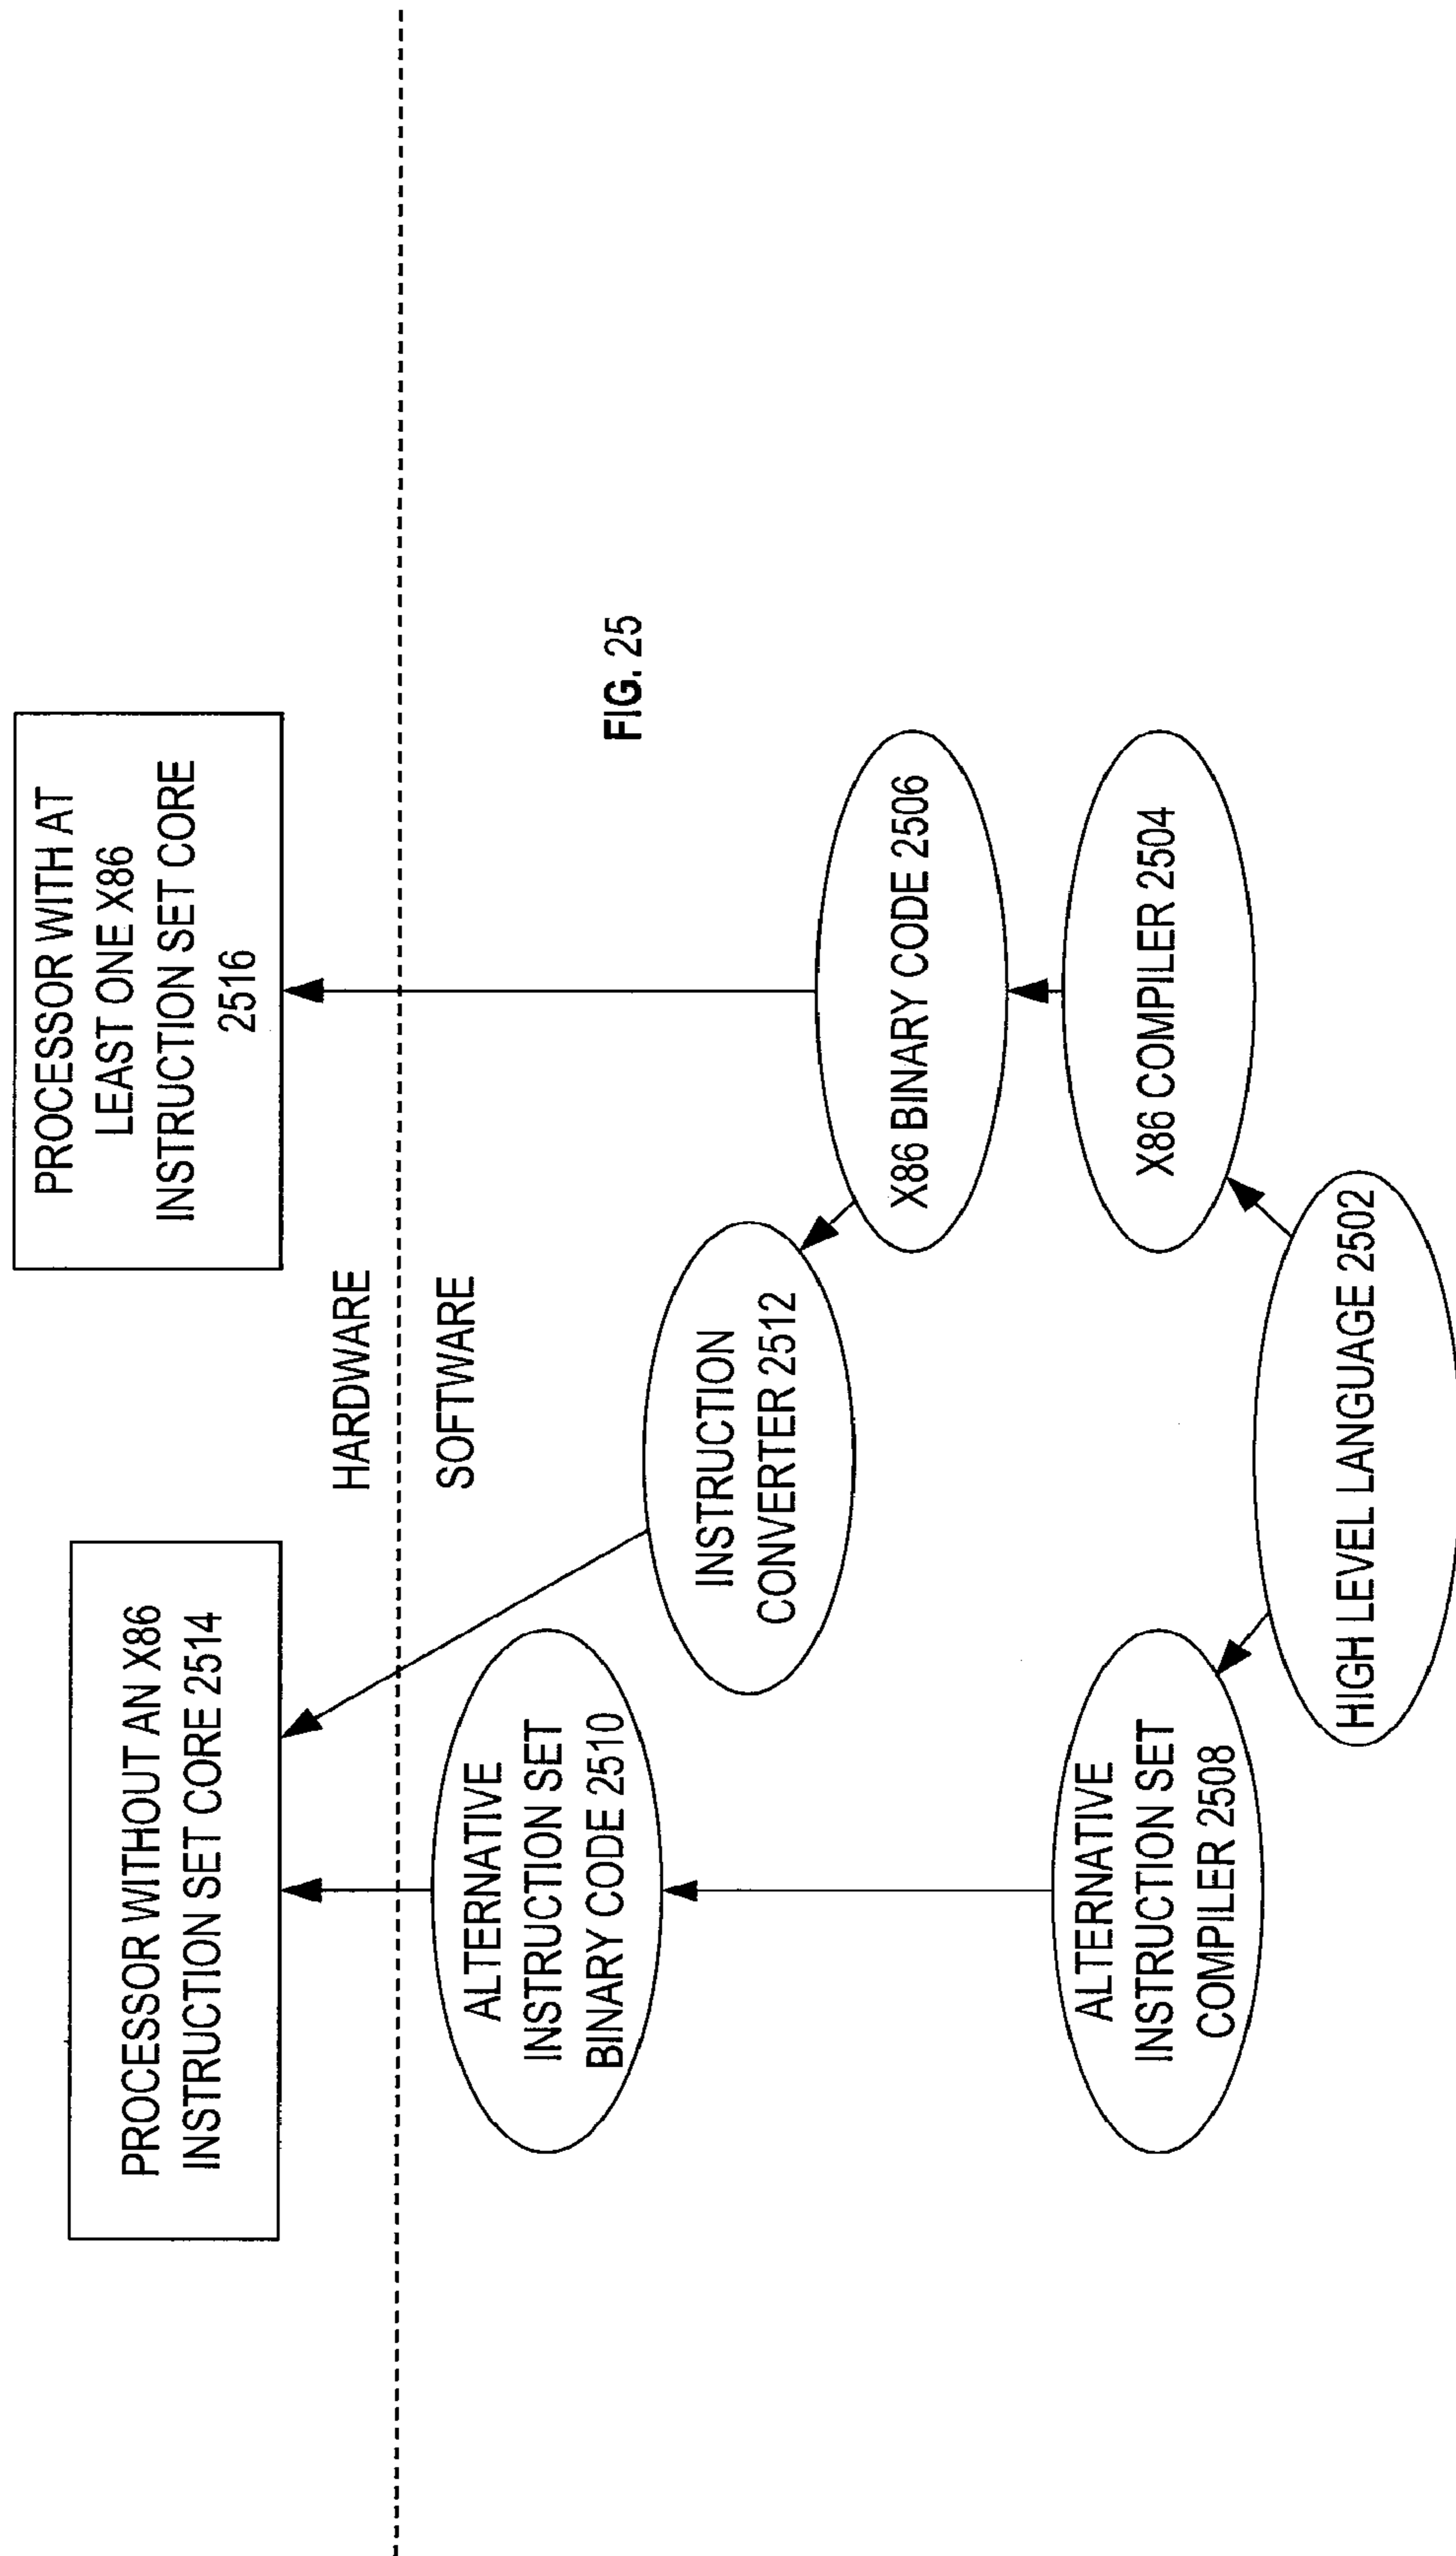 PROCESSOR WITHOUT AN X86
INSTRUCTION SET CORE 2514
PROCESSOR WITH AT
LEAST ONE X86
INSTRUCTION SET CORE
2516
HARDWARE
SOFTWARE
ALTERNATIVE
INSTRUCTION SET
BINARY CODE 2510
INSTRUCTION
CONVERTER 2512
FIG. 25
X86 BINARY CODE 2506
ALTERNATIVE
INSTRUCTION SET
COMPILER 2508
X86 COMPILER 2504
HIGH LEVEL LANGUAGE 2502